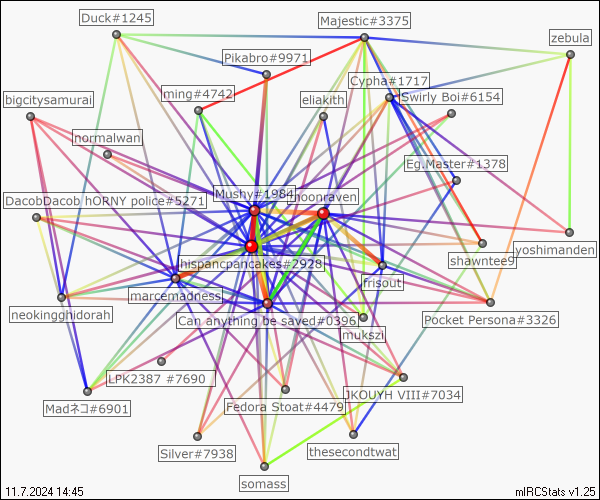 Duck#1245
Majestic#3375
zebula
Pikabro#9971
Cypha#1717
ming#4742
eliakith
Swirly Boi#6154
bigcitysamurai
normalwan
Eg.Master#1378
DacobDacob hORNY police#5271
Mushy#1984
moonraven
yoshimanden
shawntee9
hispancpancakes#2928
frisout
marcemadness
neokingghidorah
Can anything be saved#0396
Pocket Persona#3326
mukszi
LPK2387 #7690
JKOUYH VIII#7034
Madネコ#6901
Fedora Stoat#4479
Silver#7938
thesecondtwat
somass
11.7.2024 14:45
mIRCStats v1.25